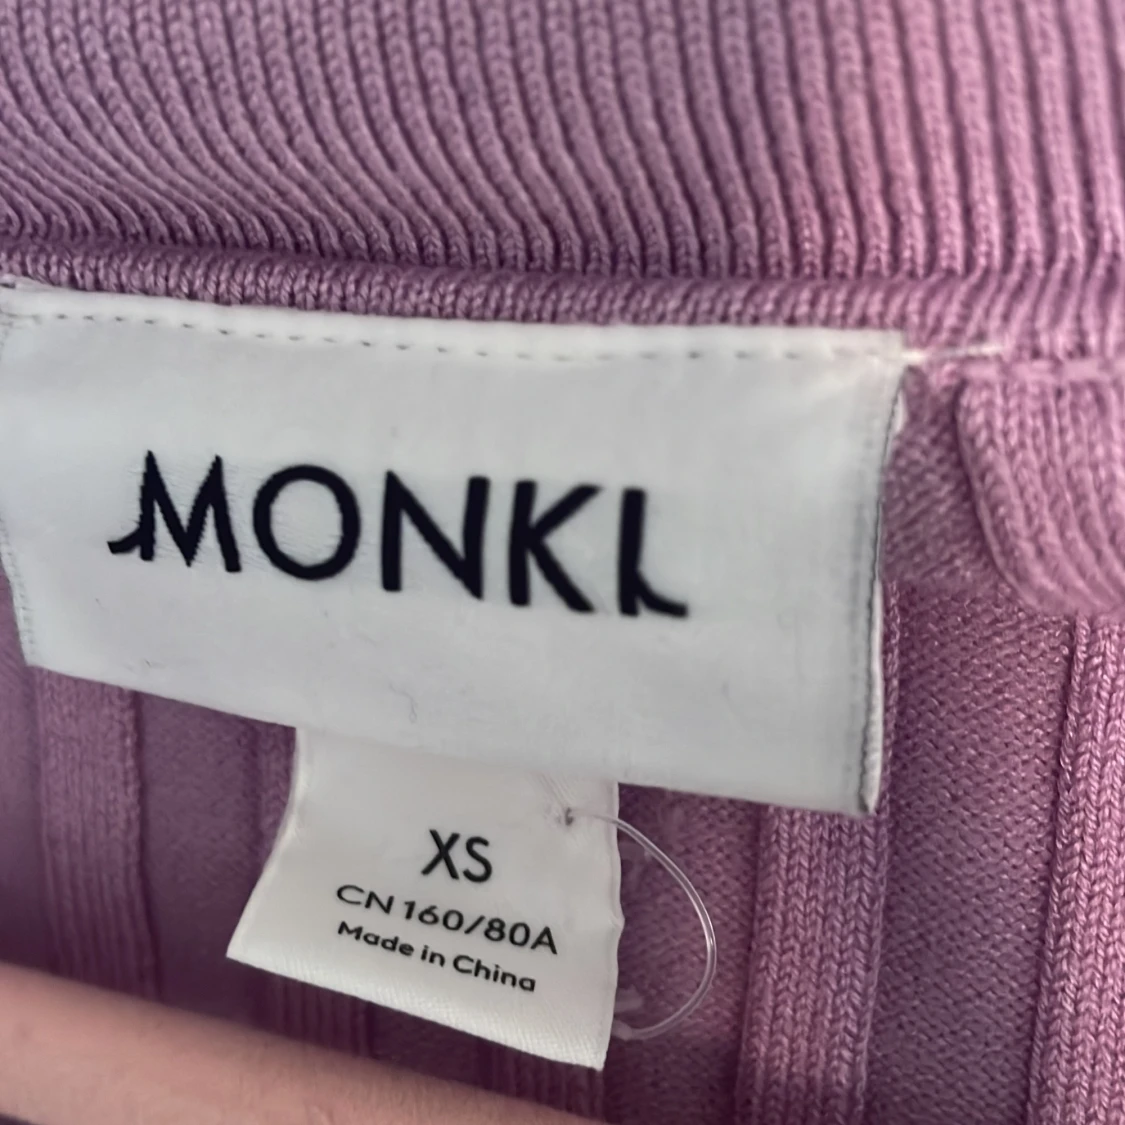 MONKI
XS
CN 160/80A
Made in China